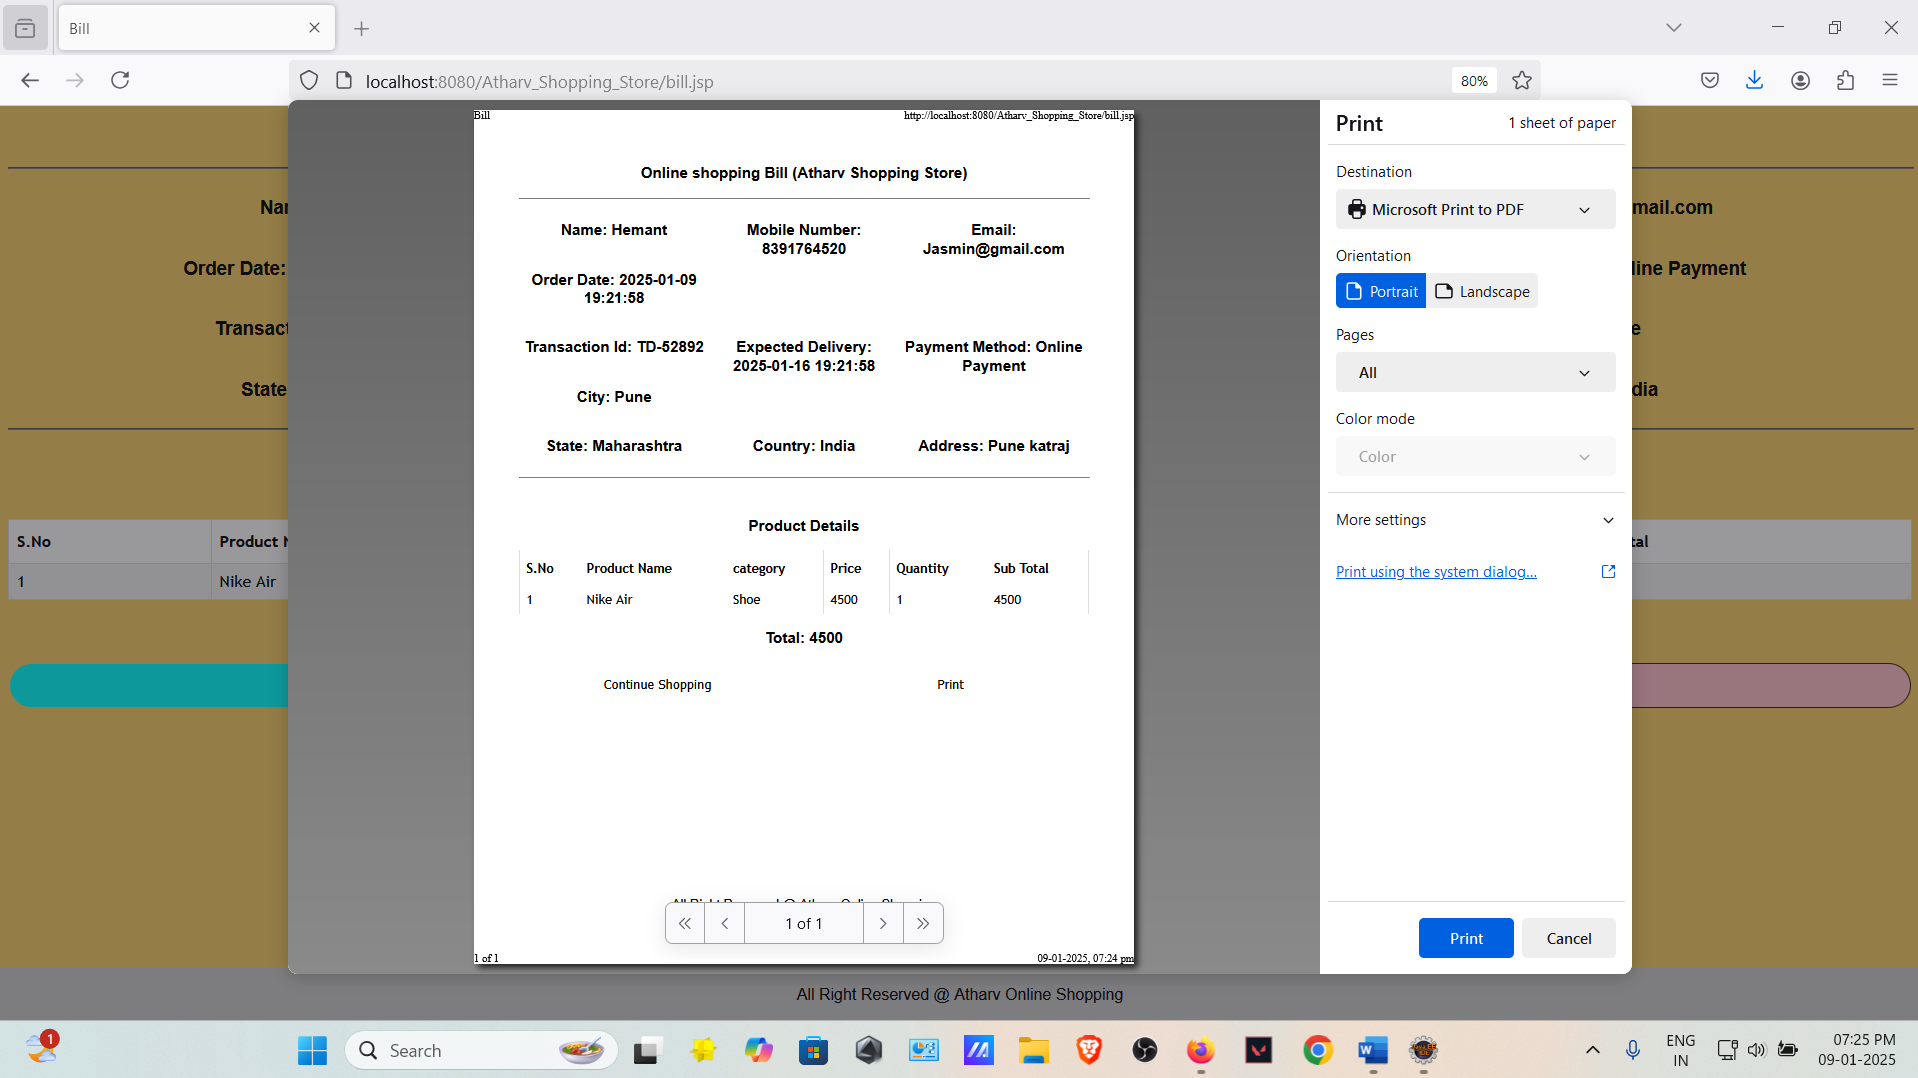 Bill
localhost:8080/Atharv_Shopping_Store/bill.jsp
80%
Nar
mail.com
Order Date:
line Payment
Transact
e
State
dia
S.No Product N
tal
1 Nike Air
Bill http://localhost:8080/Atharv_Shopping_Store/bill.jsp
Online shopping Bill (Atharv Shopping Store)
Name: Hemant
Mobile Number:
8391764520
Email:
Jasmin@gmail.com
Order Date: 2025-01-09
19:21:58
Transaction Id: TD-52892
Expected Delivery:
2025-01-16 19:21:58
Payment Method: Online
Payment
City: Pune
State: Maharashtra
Country: India
Address: Pune katraj
Product Details
S.No Product Name category Price Quantity Sub Total
1 Nike Air Shoe 4500 1 4500
Total: 4500
Continue Shopping Print
1 of 1
1 of 1 09-01-2025, 07:24 pm
Print 1 sheet of paper
Destination
Microsoft Print to PDF
Orientation
Portrait Landscape
Pages
All
Color mode
Color
More settings
Print using the system dialog...
Print Cancel
All Right Reserved @ Atharv Online Shopping
1
Search
ENG
IN
07:25 PM
09-01-2025